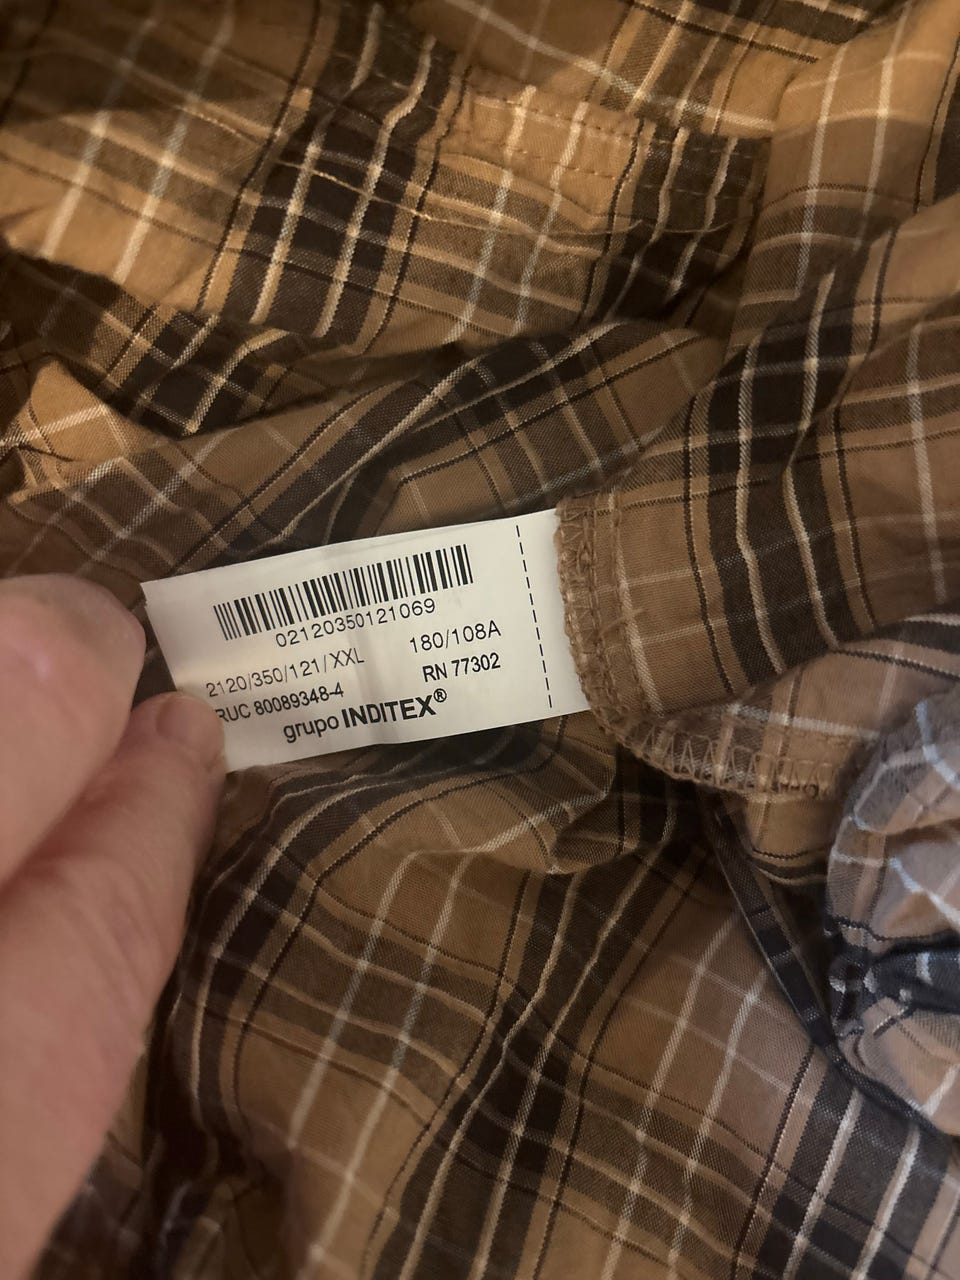 02120350121069
2120/350/121/XXL 180/108A
RUC 80089348-4 RN 77302
grupo INDITEX®